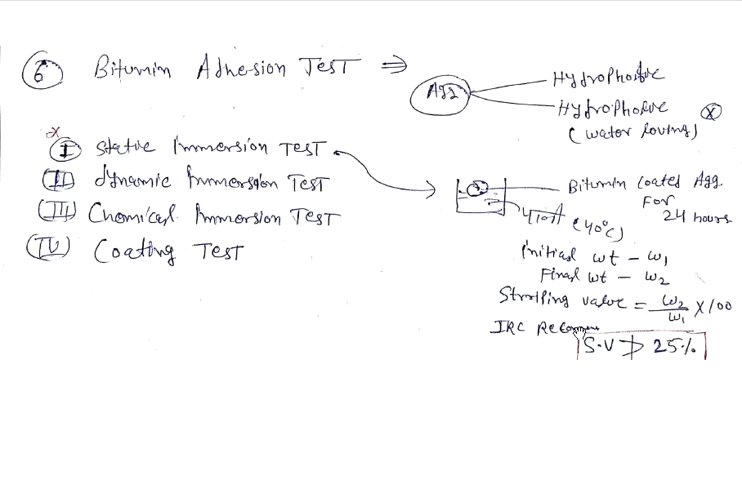 6 Bitumin Adhesion TEST ⇒
Agg
Hydrophobic
Hydrophobic
(water loving)
I Static Immersion TEST
II dynamic Immersion TEST
III Chemical Immersion TEST
IV Coating TEST
Bitumin Coated Agg.
For
24 hours
(40°C)
Initial wt - w₁
Final wt - w₂
Stripping value = w₂/w₁ × 100
IRC Recommend
S.V ≯ 25%